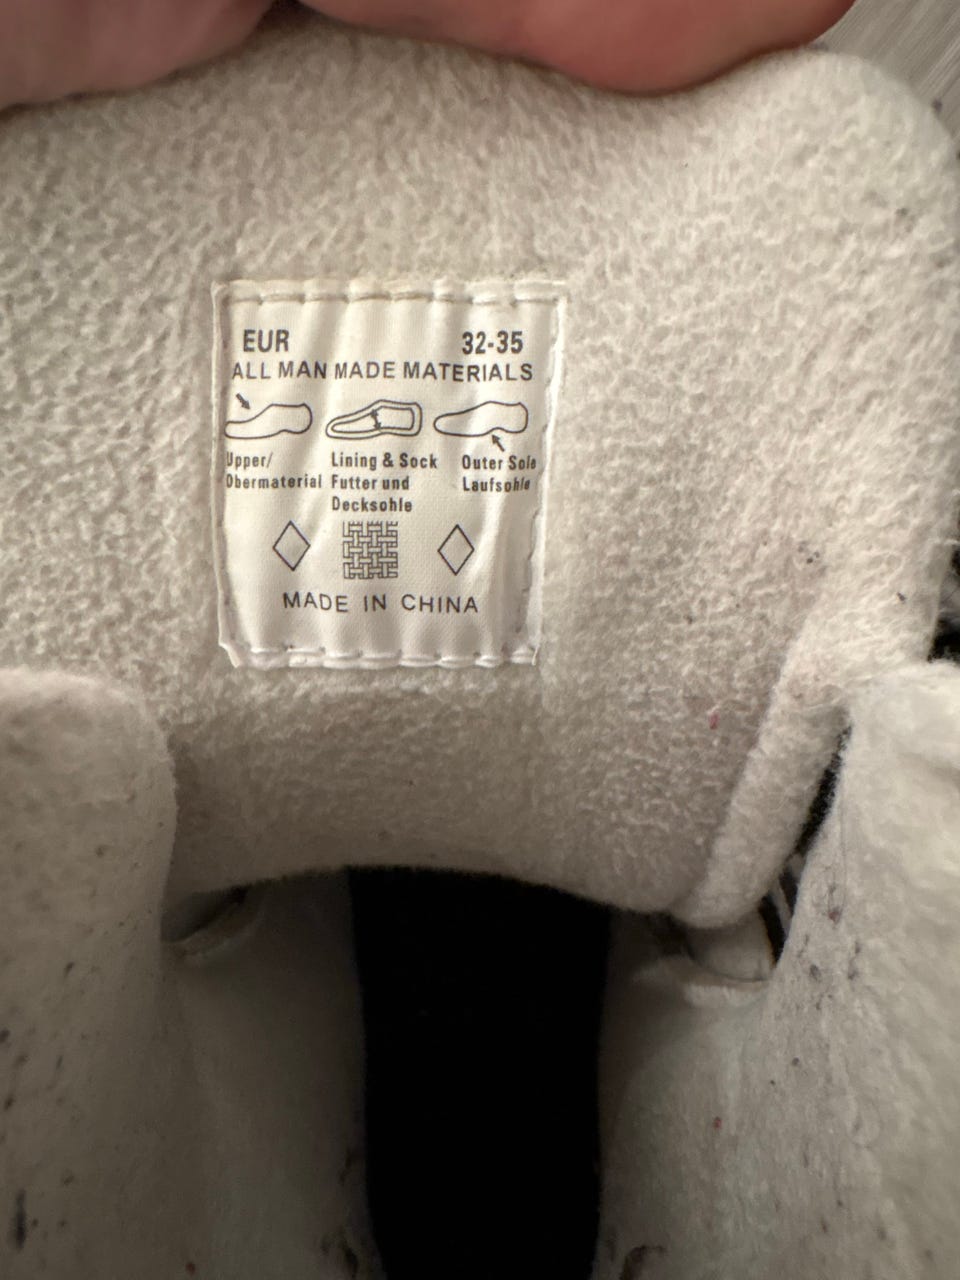 EUR 32-35
ALL MAN MADE MATERIALS
Upper/
Obermaterial
Lining & Sock
Futter und
Decksohle
Outer Sole
Laufsohle
MADE IN CHINA